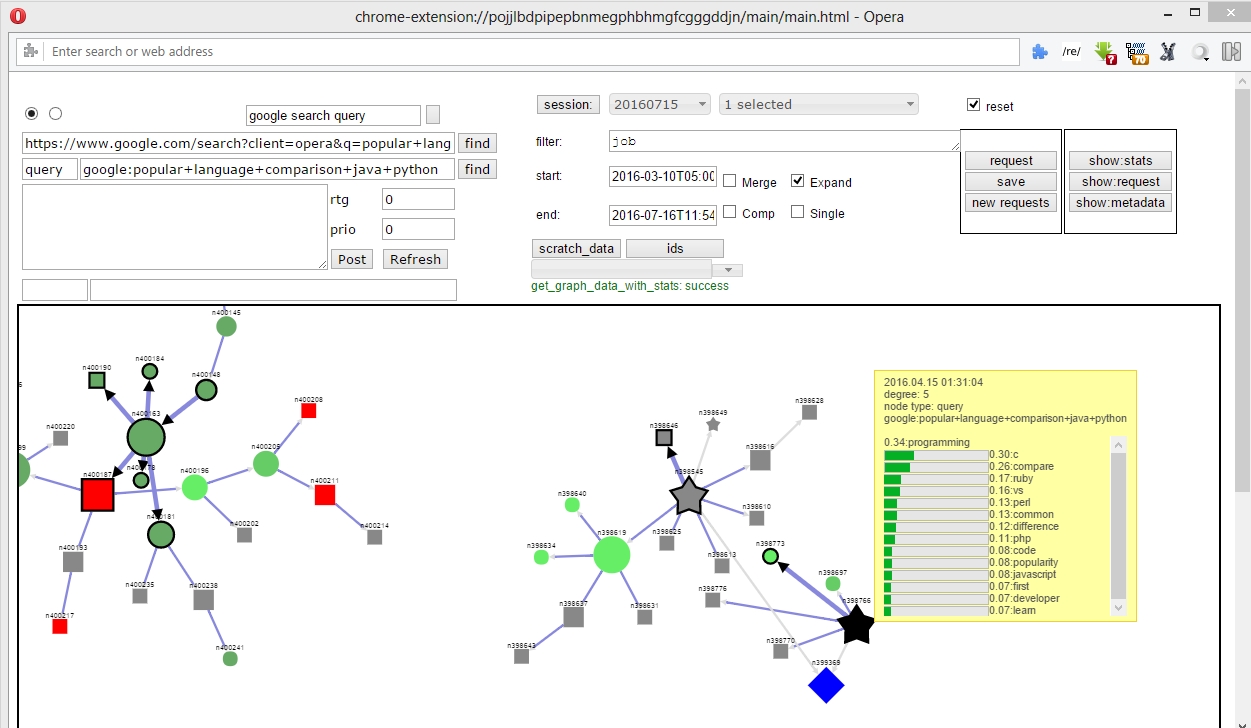 chrome-extension://pojjlbdpipepbnmegphbhmgfcgggddjn/main/main.html - Opera
Enter search or web address
/re/
?
70
google search query
session:
20160715
1 selected
reset
https://www.google.com/search?client=opera&q=popular+lang
find
filter:
job
query
google:popular+language+comparison+java+python
find
request
show:stats
start:
2016-03-10T05:00
Merge
Expand
save
show:request
rtg
0
new requests
show:metadata
end:
2016-07-16T11:54
Comp
Single
prio
0
scratch_data
ids
Post
Refresh
get_graph_data_with_stats: success
n400145
n400184
n400190
n400148
n400208
n400163
n400220
n400205
n400187
n400196
n400211
n400181
n400202
n400214
n400193
n400235
n400238
n400217
n400241
n398628
n398649
n398646
n398616
n398545
n398640
n398610
n398619
n398625
n398634
n398613
n398773
n398697
n398776
n398766
n398637
n398631
n398643
n398770
n399369
2016.04.15 01:31:04
degree: 5
node type: query
google:popular+language+comparison+java+python
0.34:programming
0.30:c
0.26:compare
0.17:ruby
0.16:vs
0.13:perl
0.13:common
0.12:difference
0.11:php
0.08:code
0.08:popularity
0.08:javascript
0.07:first
0.07:developer
0.07:learn